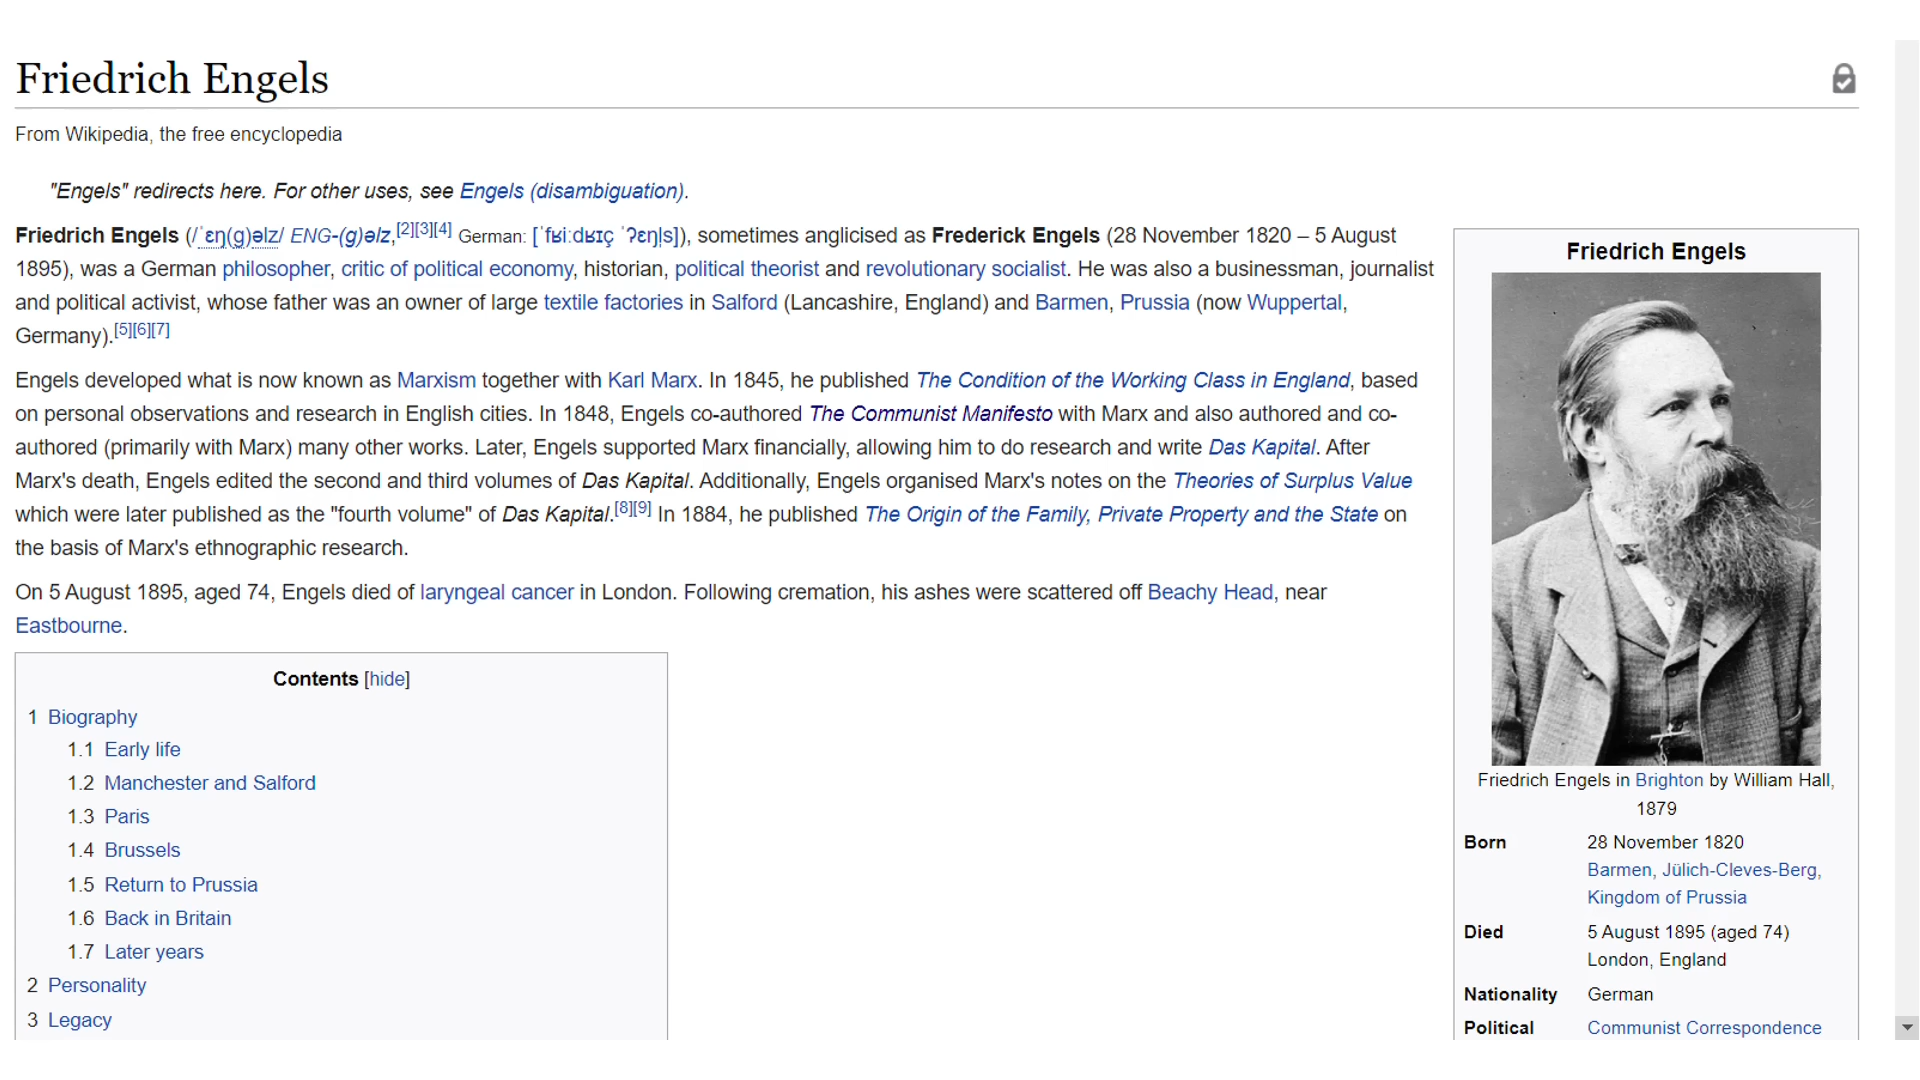 Friedrich Engels
From Wikipedia, the free encyclopedia
"Engels" redirects here. For other uses, see Engels (disambiguation).
Friedrich Engels (/ˈɛŋ(ɡ)əlz/ ENG-(g)əlz,[2][3][4] German: [ˈfʁiːdʁɪç ˈʔɛŋl̩s]), sometimes anglicised as Frederick Engels (28 November 1820 – 5 August
1895), was a German philosopher, critic of political economy, historian, political theorist and revolutionary socialist. He was also a businessman, journalist
and political activist, whose father was an owner of large textile factories in Salford (Lancashire, England) and Barmen, Prussia (now Wuppertal,
Germany).[5][6][7]
Engels developed what is now known as Marxism together with Karl Marx. In 1845, he published The Condition of the Working Class in England, based
on personal observations and research in English cities. In 1848, Engels co-authored The Communist Manifesto with Marx and also authored and co-
authored (primarily with Marx) many other works. Later, Engels supported Marx financially, allowing him to do research and write Das Kapital. After
Marx's death, Engels edited the second and third volumes of Das Kapital. Additionally, Engels organised Marx's notes on the Theories of Surplus Value
which were later published as the "fourth volume" of Das Kapital.[8][9] In 1884, he published The Origin of the Family, Private Property and the State on
the basis of Marx's ethnographic research.
On 5 August 1895, aged 74, Engels died of laryngeal cancer in London. Following cremation, his ashes were scattered off Beachy Head, near
Eastbourne.
Contents [hide]
1 Biography
1.1 Early life
1.2 Manchester and Salford
1.3 Paris
1.4 Brussels
1.5 Return to Prussia
1.6 Back in Britain
1.7 Later years
2 Personality
3 Legacy
Friedrich Engels
Friedrich Engels in Brighton by William Hall,
1879
Born 28 November 1820
Barmen, Jülich-Cleves-Berg,
Kingdom of Prussia
Died 5 August 1895 (aged 74)
London, England
Nationality German
Political Communist Correspondence